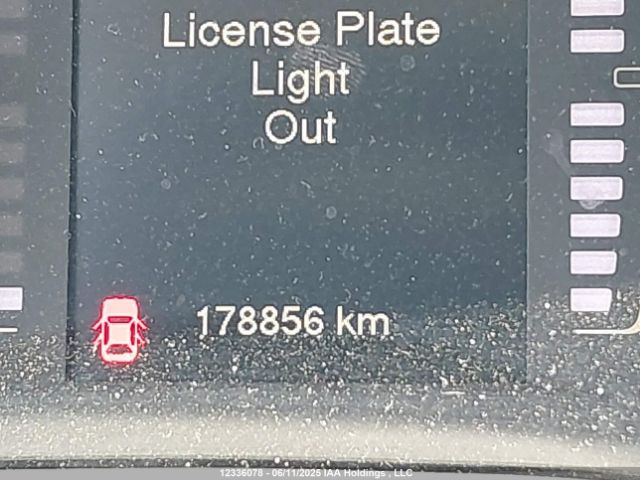 License Plate
Light
Out
178856 km
12336078 - 06/11/2025 IAA Holdings , LLC